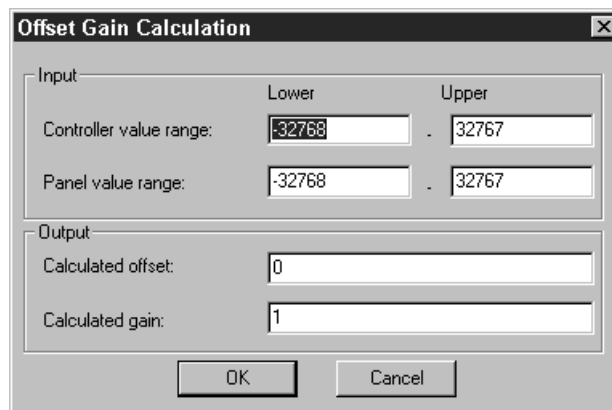 Offset Gain Calculation
Input
Lower Upper
Controller value range: -32768 . 32767
Panel value range: -32768 . 32767
Output
Calculated offset: 0
Calculated gain: 1
OK Cancel